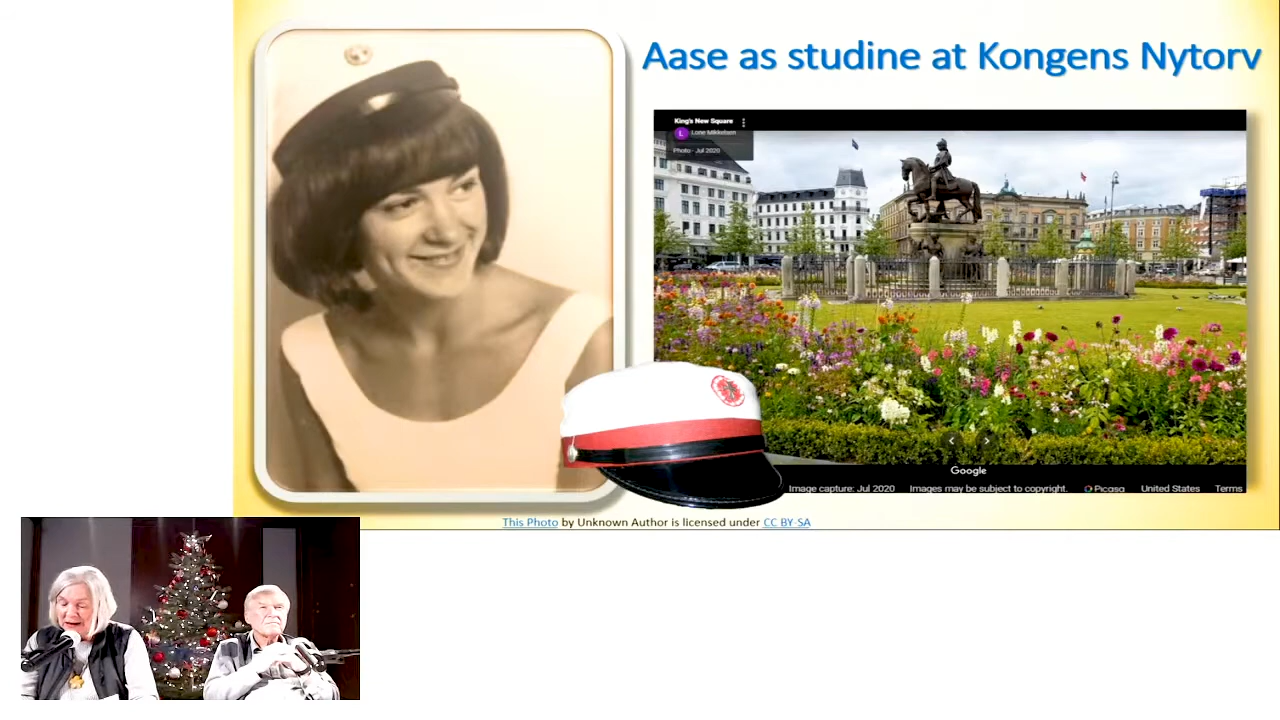 Aase as studine at Kongens Nytorv
King's New Square
L
Lone Mikkelsen
Photo - Jul 2020
Google
Image capture: Jul 2020 Images may be subject to copyright. Picasa United States Terms
This Photo by Unknown Author is licensed under CC BY-SA